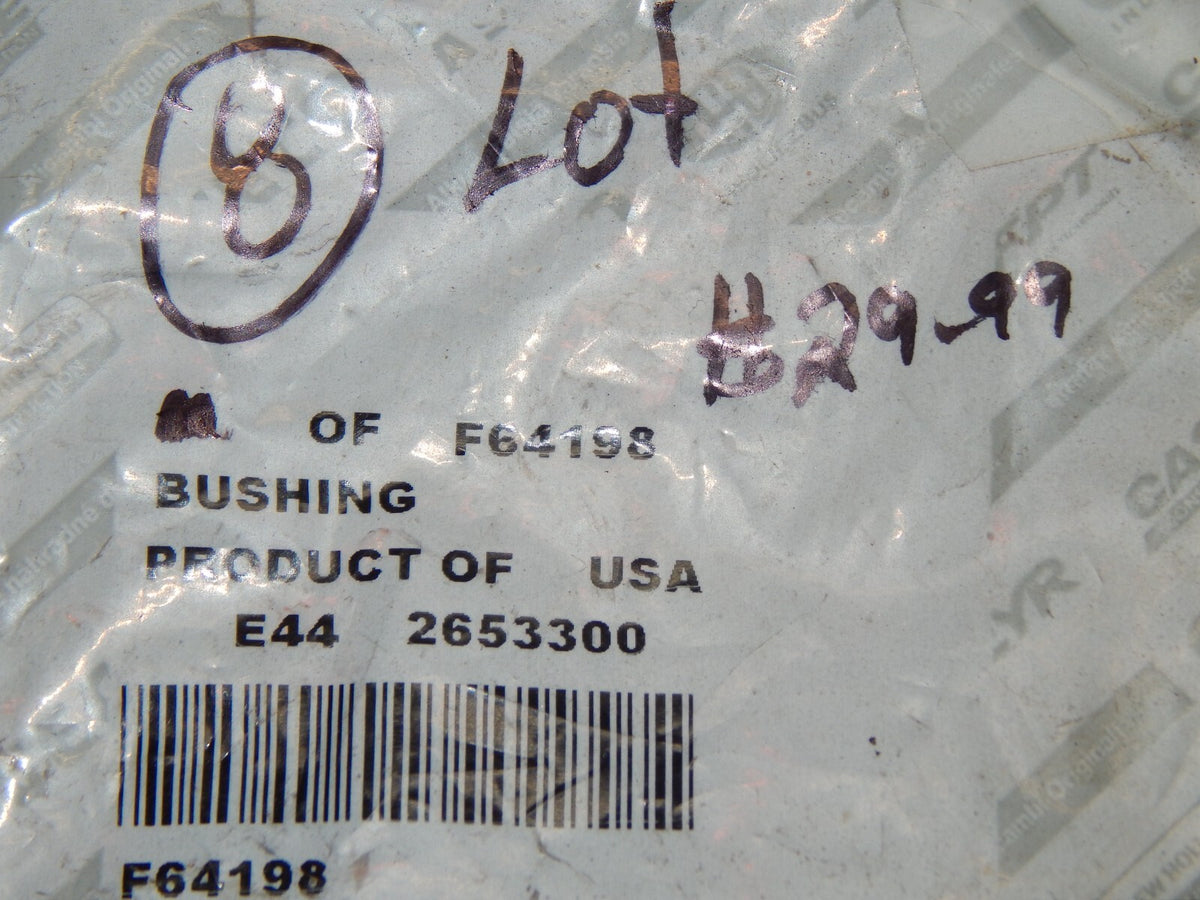 8 Lot
$29.99
OF F64198
BUSHING
PRODUCT OF USA
E44 2653300
F64198